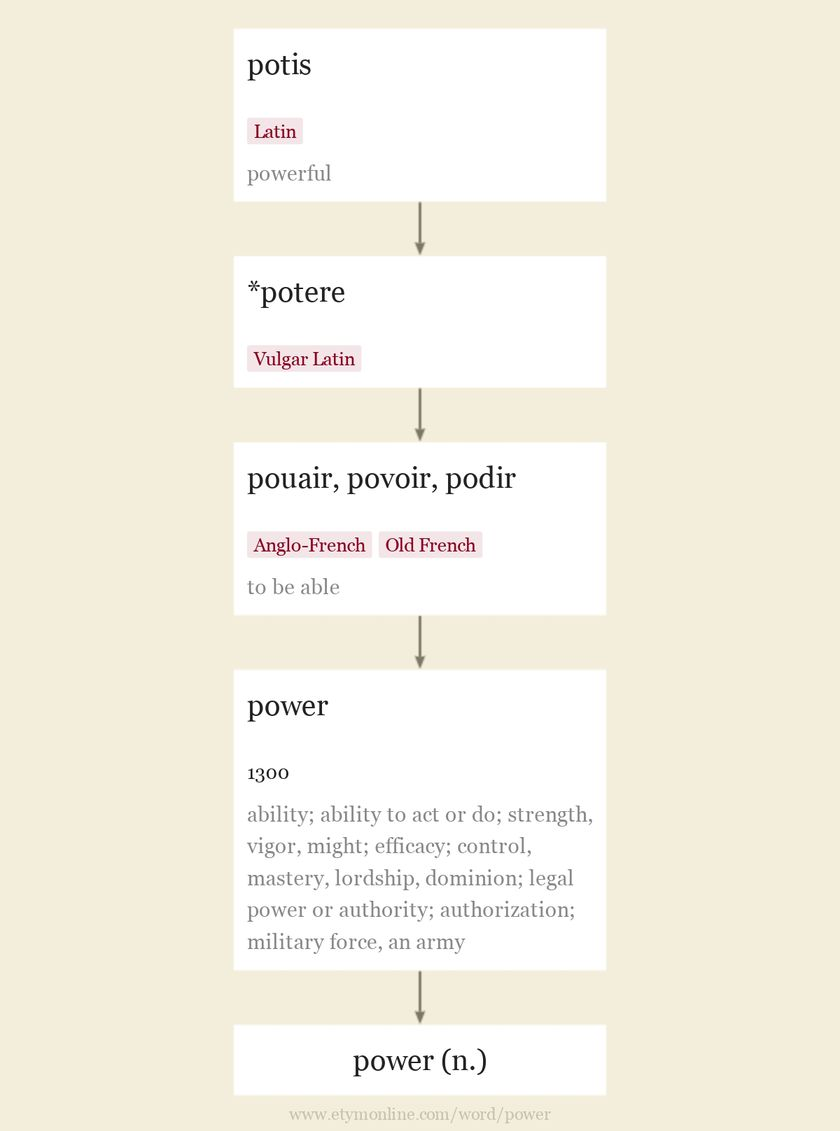 potis
Latin
powerful
*potere
Vulgar Latin
pouair, povoir, podir
Anglo-French Old French
to be able
power
1300
ability; ability to act or do; strength,
vigor, might; efficacy; control,
mastery, lordship, dominion; legal
power or authority; authorization;
military force, an army
power (n.)
www.etymonline.com/word/power